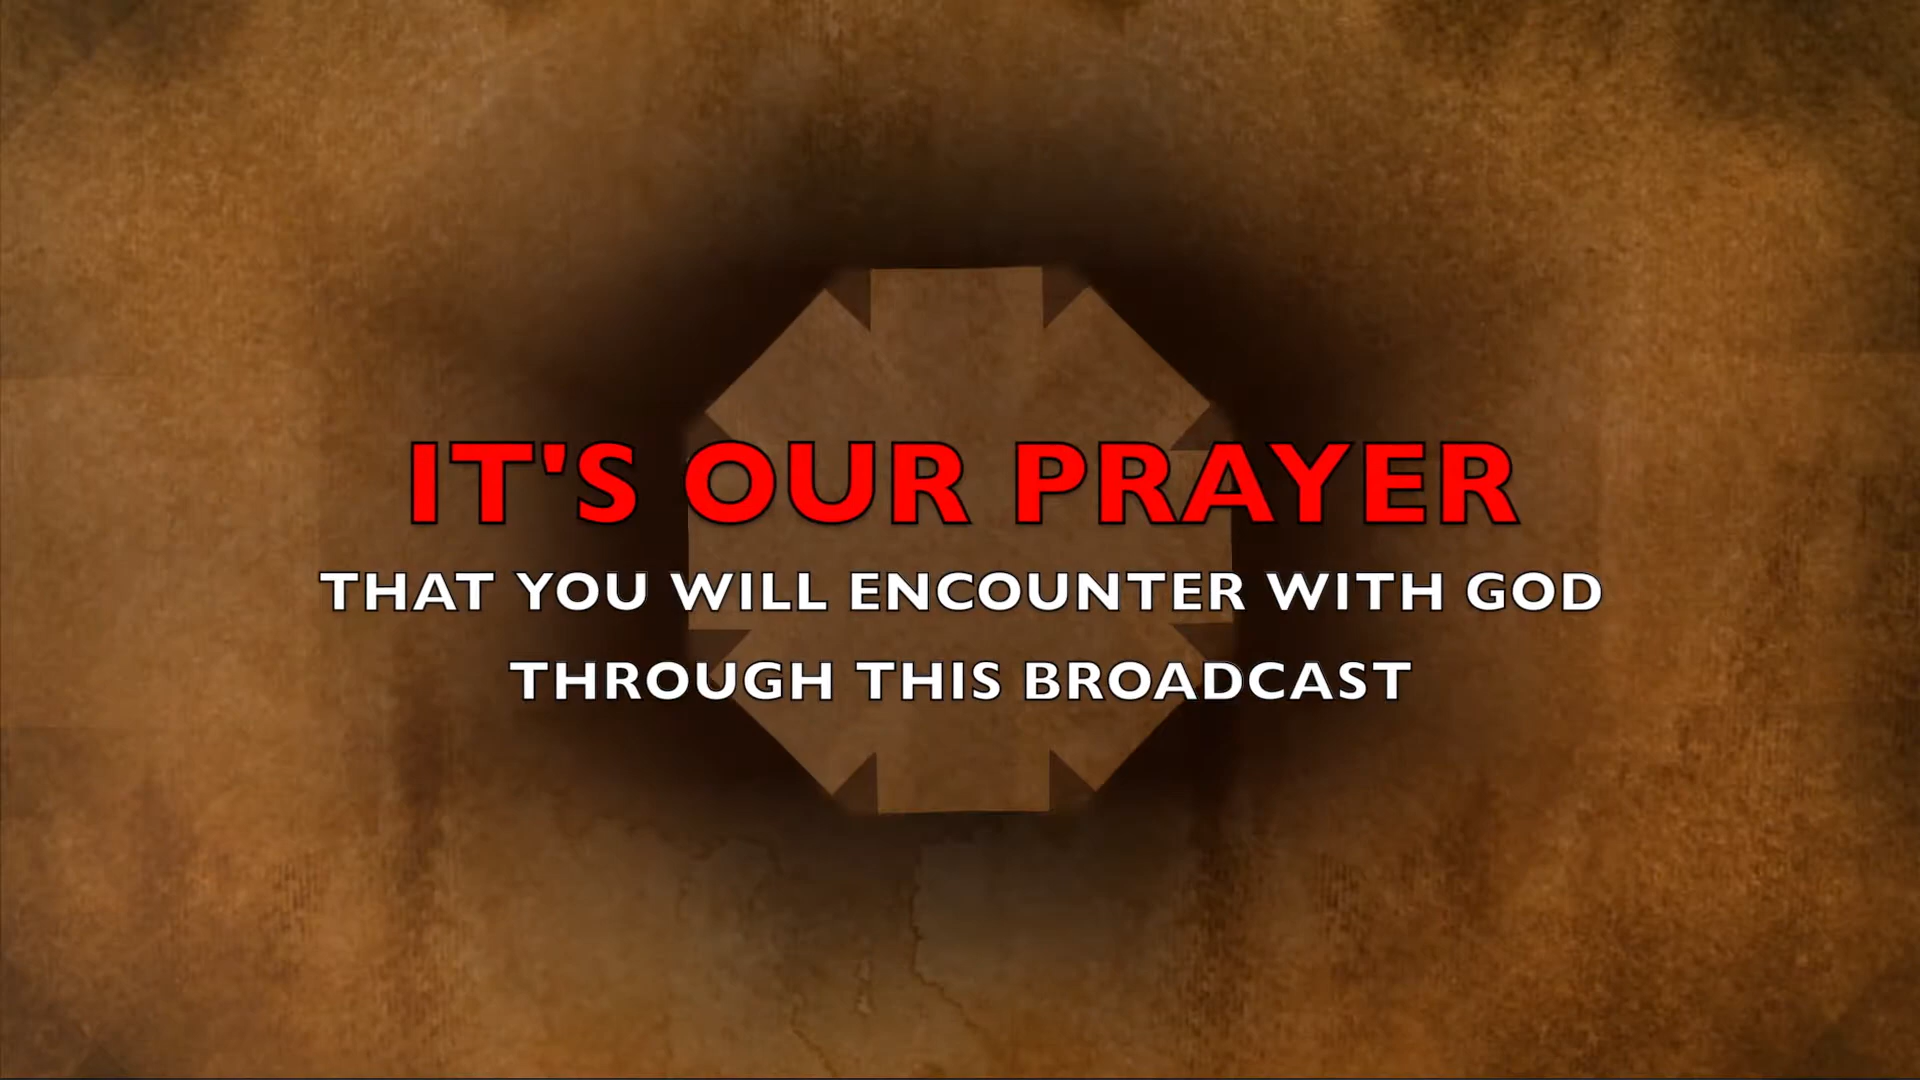 IT'S OUR PRAYER
THAT YOU WILL ENCOUNTER WITH GOD
THROUGH THIS BROADCAST